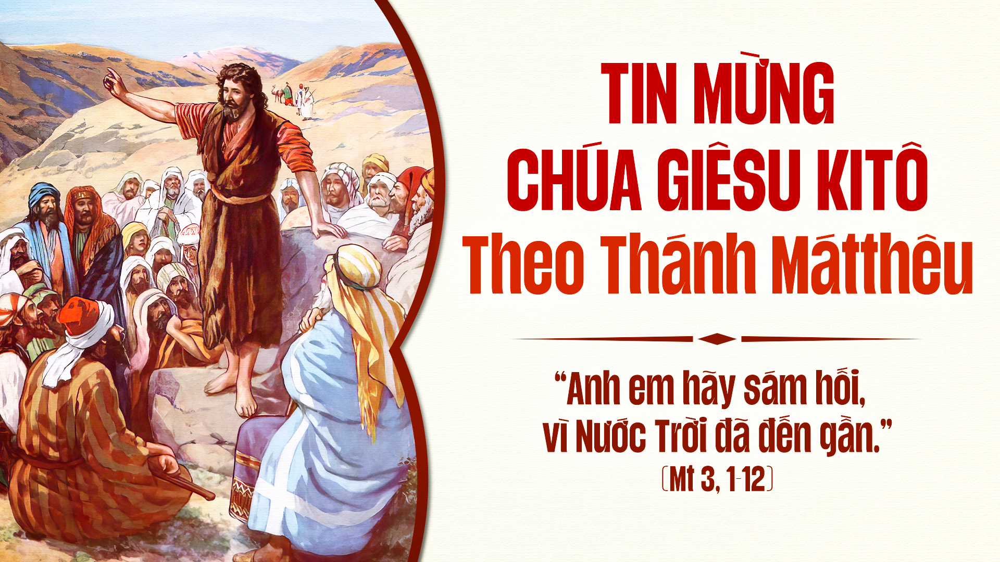 TIN MỪNG
CHÚA GIÊSU KITÔ
Theo Thánh Mátthêu
“Anh em hãy sám hối,
vì Nước Trời đã đến gần.”
(Mt 3, 1-12)